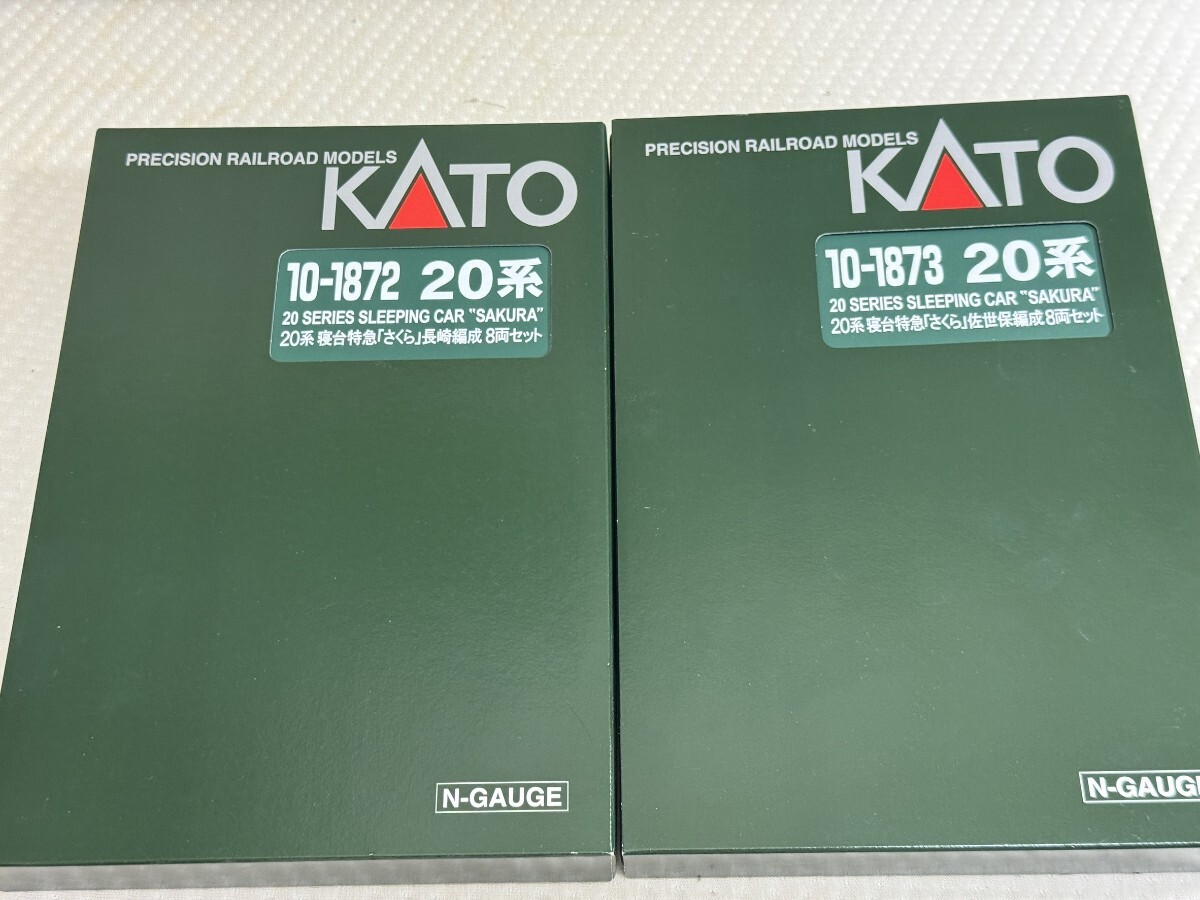 PRECISION RAILROAD MODELS
KATO
10-1872 20系
20 SERIES SLEEPING CAR "SAKURA"
20系 寝台特急「さくら」長崎編成 8両セット
N-GAUGE
PRECISION RAILROAD MODELS
KATO
10-1873 20系
20 SERIES SLEEPING CAR "SAKURA"
20系 寝台特急「さくら」佐世保編成 8両セット
N-GAUGE